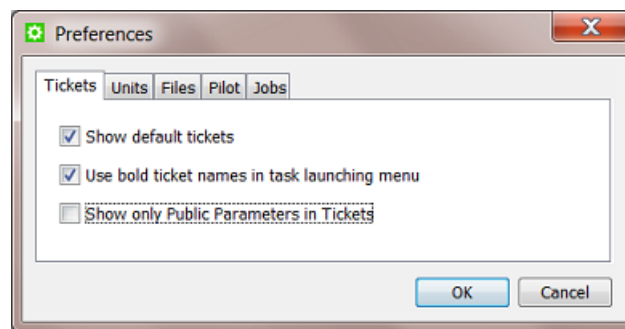 Preferences
Tickets Units Files Pilot Jobs
Show default tickets
Use bold ticket names in task launching menu
Show only Public Parameters in Tickets
OK Cancel